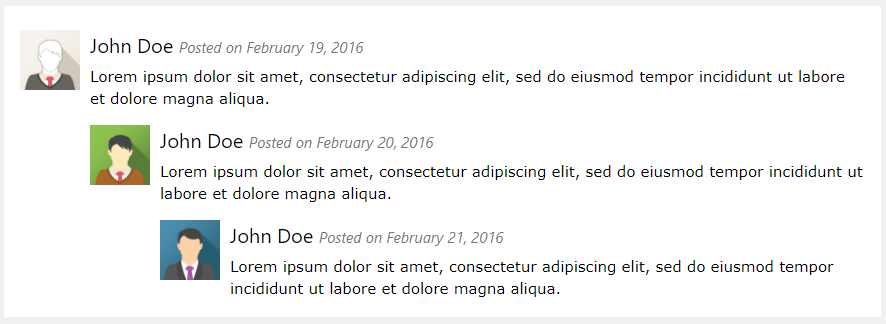 John Doe Posted on February 19, 2016
Lorem ipsum dolor sit amet, consectetur adipiscing elit, sed do eiusmod tempor incididunt ut labore
et dolore magna aliqua.
John Doe Posted on February 20, 2016
Lorem ipsum dolor sit amet, consectetur adipiscing elit, sed do eiusmod tempor incididunt ut
labore et dolore magna aliqua.
John Doe Posted on February 21, 2016
Lorem ipsum dolor sit amet, consectetur adipiscing elit, sed do eiusmod tempor
incididunt ut labore et dolore magna aliqua.